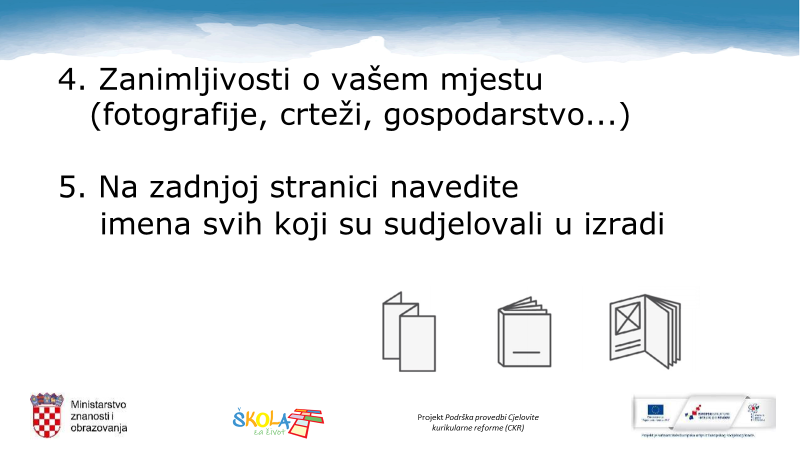 4. Zanimljivosti o vašem mjestu
(fotografije, crteži, gospodarstvo...)
5. Na zadnjoj stranici navedite
imena svih koji su sudjelovali u izradi
Ministarstvo
znanosti i
obrazovanja
ŠKOLA
za život
Projekt Podrška provedbi Cjelovite
kurikularne reforme (CKR)